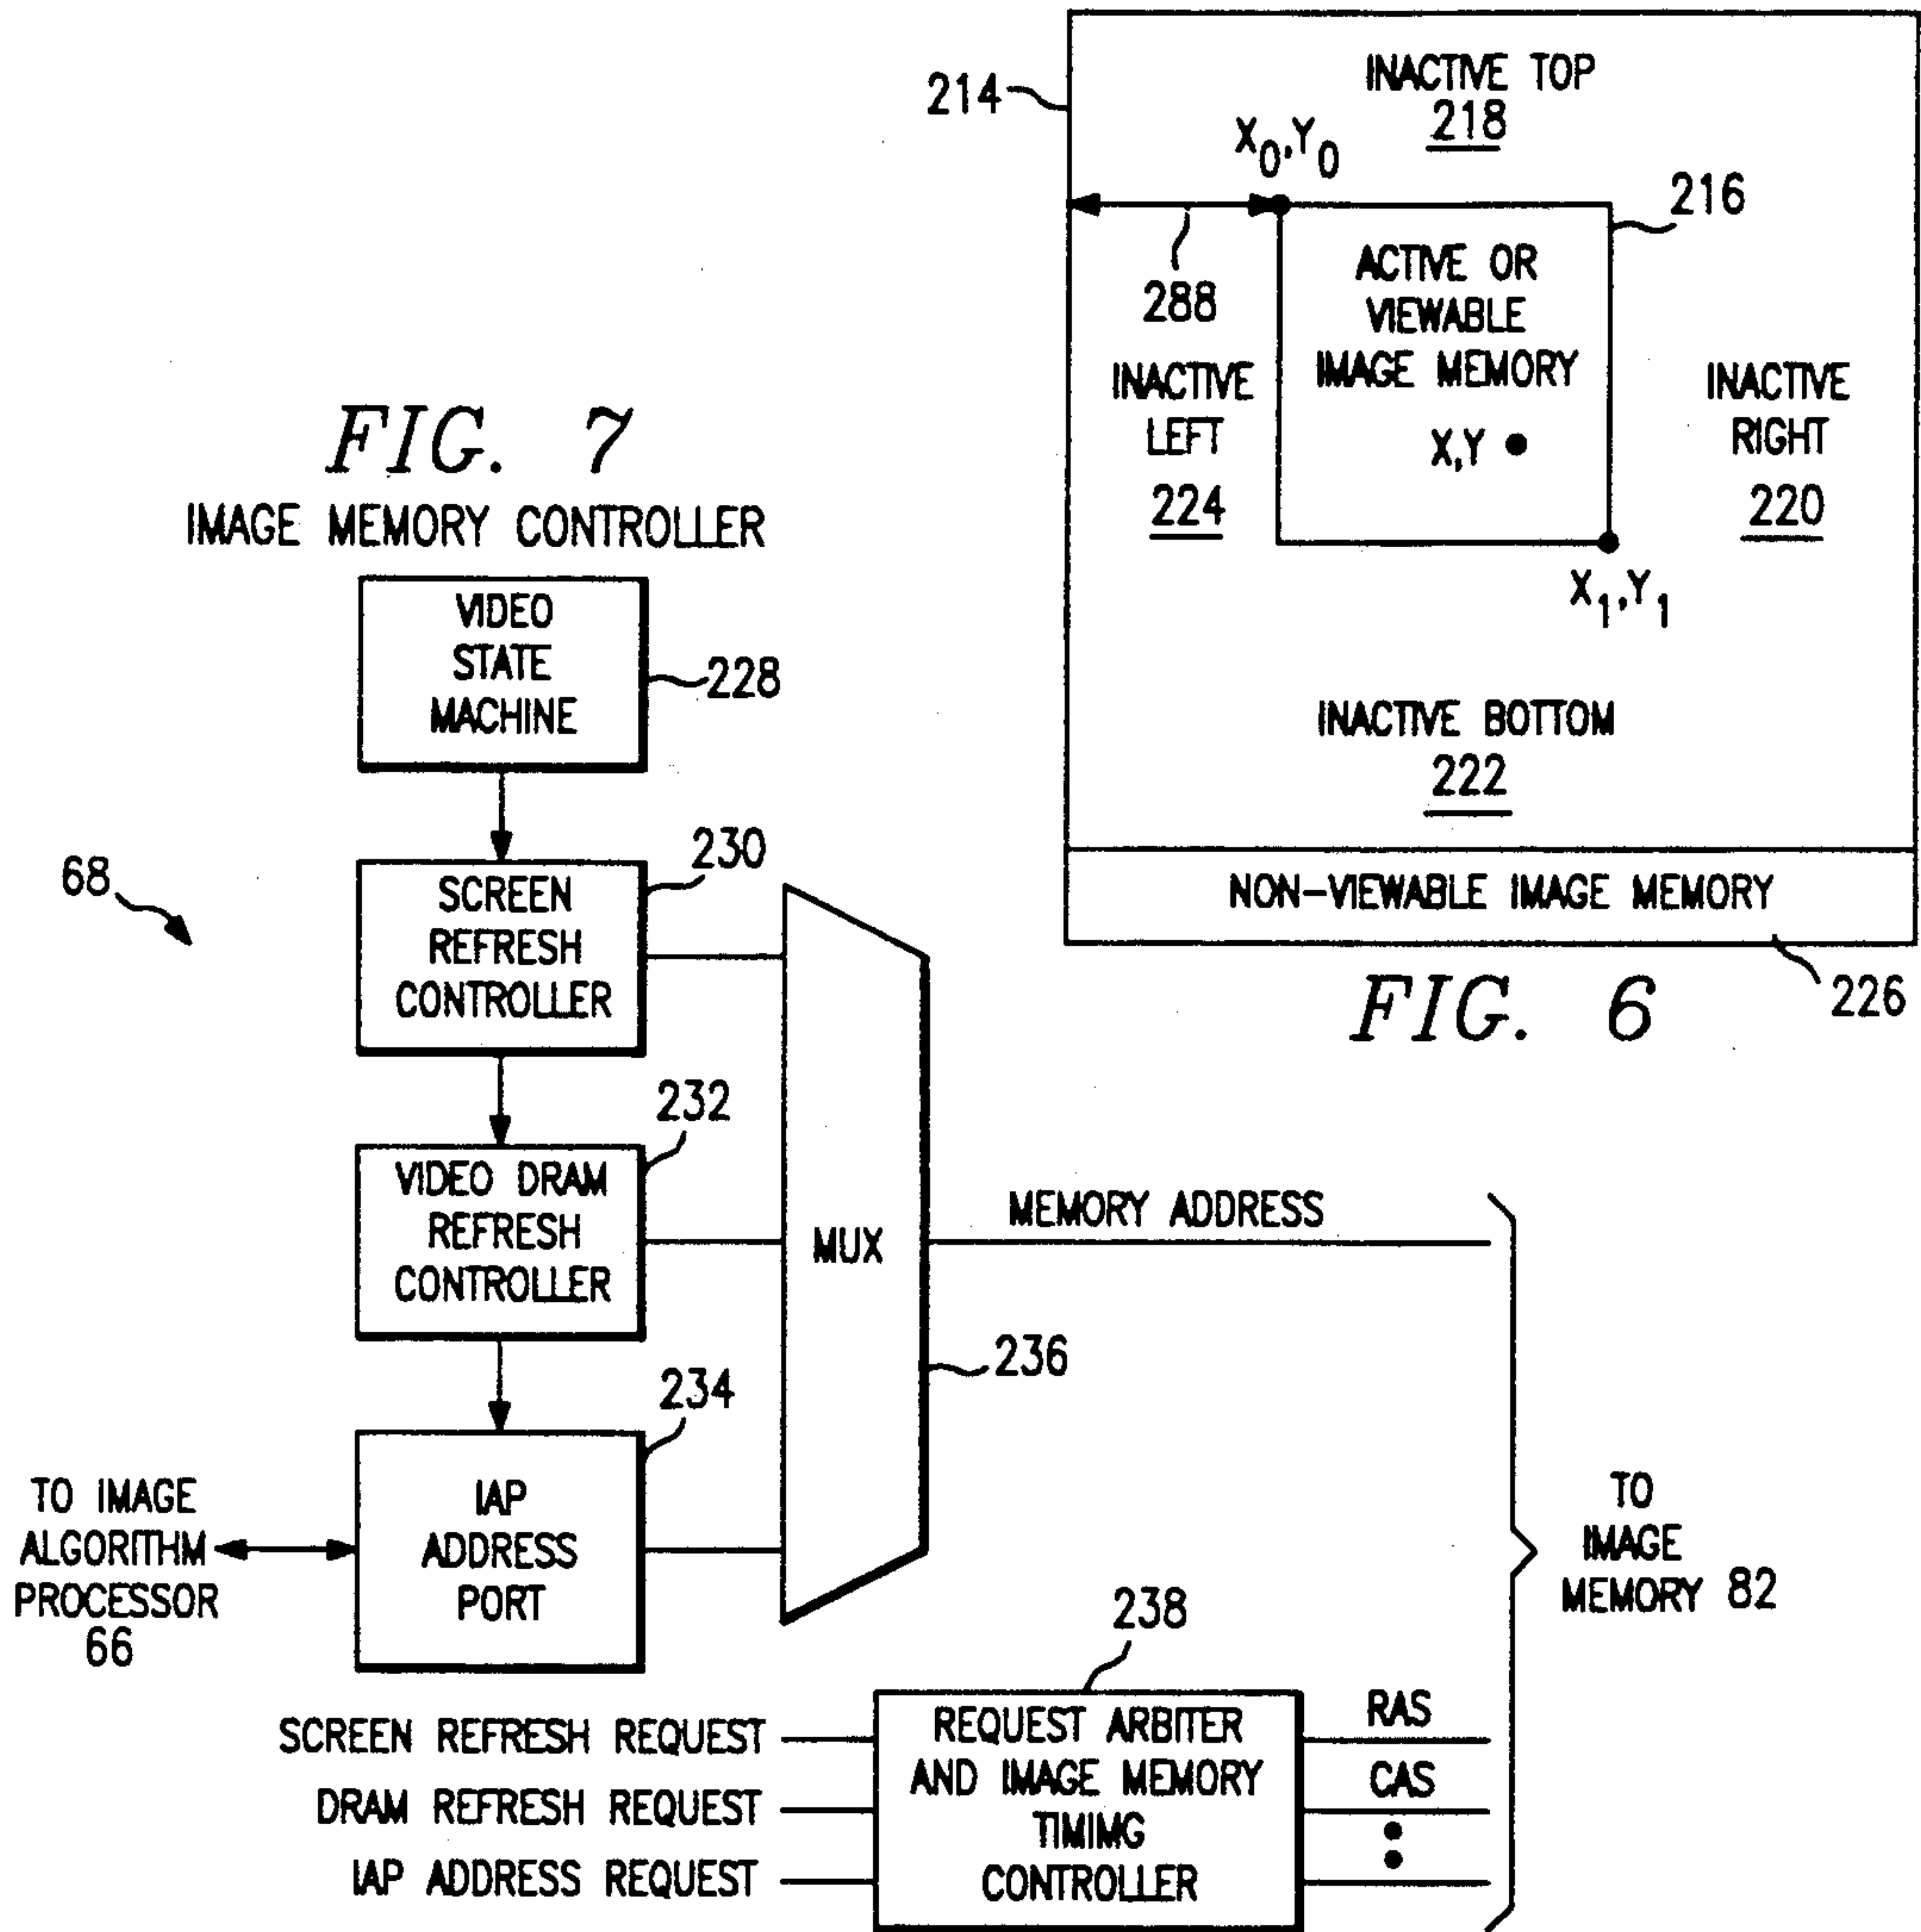 214
INACTIVE TOP
218
X0,Y0
216
288
ACTIVE OR
VIEWABLE
IMAGE MEMORY
X,Y
INACTIVE
LEFT
224
INACTIVE
RIGHT
220
X1,Y1
INACTIVE BOTTOM
222
NON-VIEWABLE IMAGE MEMORY
226
FIG. 6
FIG. 7
IMAGE MEMORY CONTROLLER
VIDEO
STATE
MACHINE
228
68
SCREEN
REFRESH
CONTROLLER
230
VIDEO DRAM
REFRESH
CONTROLLER
232
IAP
ADDRESS
PORT
234
TO IMAGE
ALGORITHM
PROCESSOR
66
MUX
236
MEMORY ADDRESS
TO
IMAGE
MEMORY 82
238
SCREEN REFRESH REQUEST
DRAM REFRESH REQUEST
IAP ADDRESS REQUEST
REQUEST ARBITER
AND IMAGE MEMORY
TIMIMG
CONTROLLER
RAS
CAS